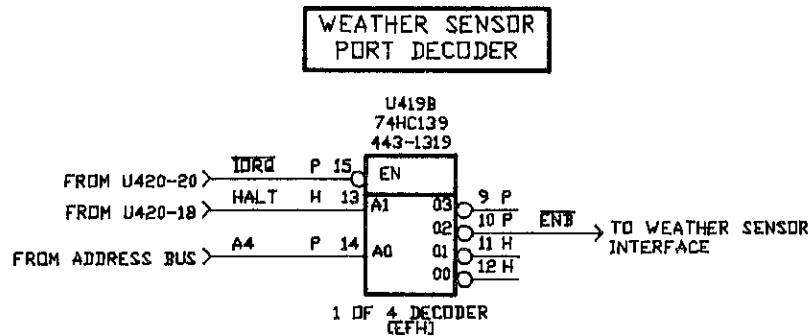 WEATHER SENSOR
PORT DECODER
U419B
74HC139
443-1319
IORQ P 15
EN
FROM U420-20
HALT H 13
A1
FROM U420-18
A4 P 14
A0
FROM ADDRESS BUS
O3 9 P
O2 10 P ENB
TO WEATHER SENSOR
INTERFACE
O1 11 H
O0 12 H
1 OF 4 DECODER
(EFH)